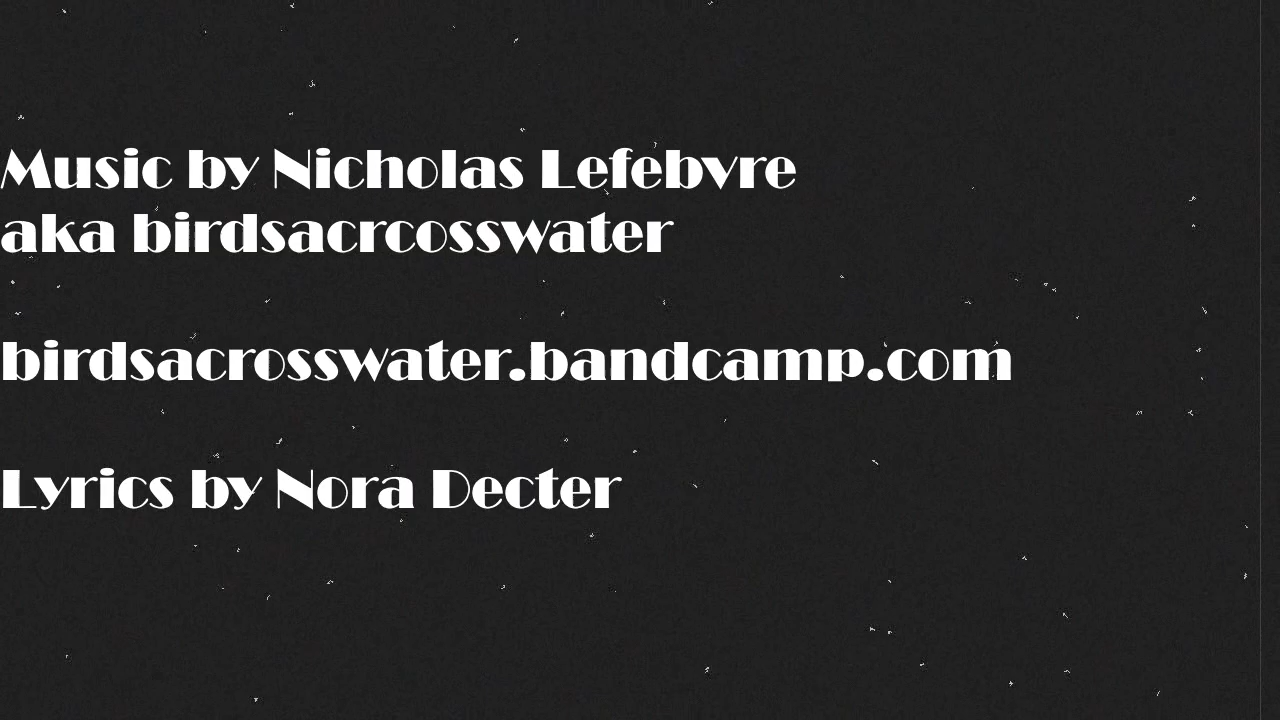 Music by Nicholas Lefebvre
aka birdsacrcosswater
birdsacrosswater.bandcamp.com
Lyrics by Nora Decter